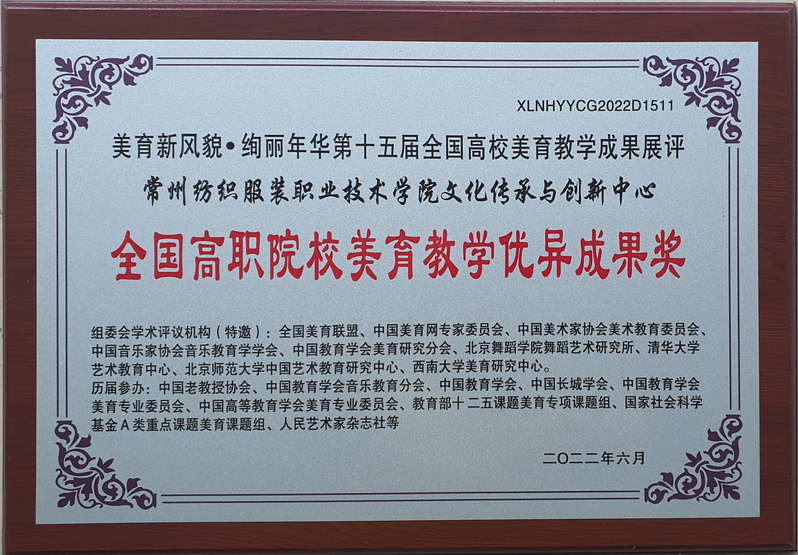 XLNHYYCG2022D1511
美育新风貌•绚丽年华第十五届全国高校美育教学成果展评
常州纺织服装职业技术学院文化传承与创新中心
全国高职院校美育教学优异成果奖
组委会学术评议机构（特邀）：全国美育联盟、中国美育网专家委员会、中国美术家协会美术教育委员会、
中国音乐家协会音乐教育学学会、中国教育学会美育研究分会、北京舞蹈学院舞蹈艺术研究所、清华大学
艺术教育中心、北京师范大学中国艺术教育研究中心、西南大学美育研究中心。
历届参办：中国老教授协会、中国教育学会音乐教育分会、中国教育学会、中国长城学会、中国教育学会
美育专业委员会、中国高等教育学会美育专业委员会、教育部十二五课题美育专项课题组、国家社会科学
基金A类重点课题美育课题组、人民艺术家杂志社等
二〇二二年六月